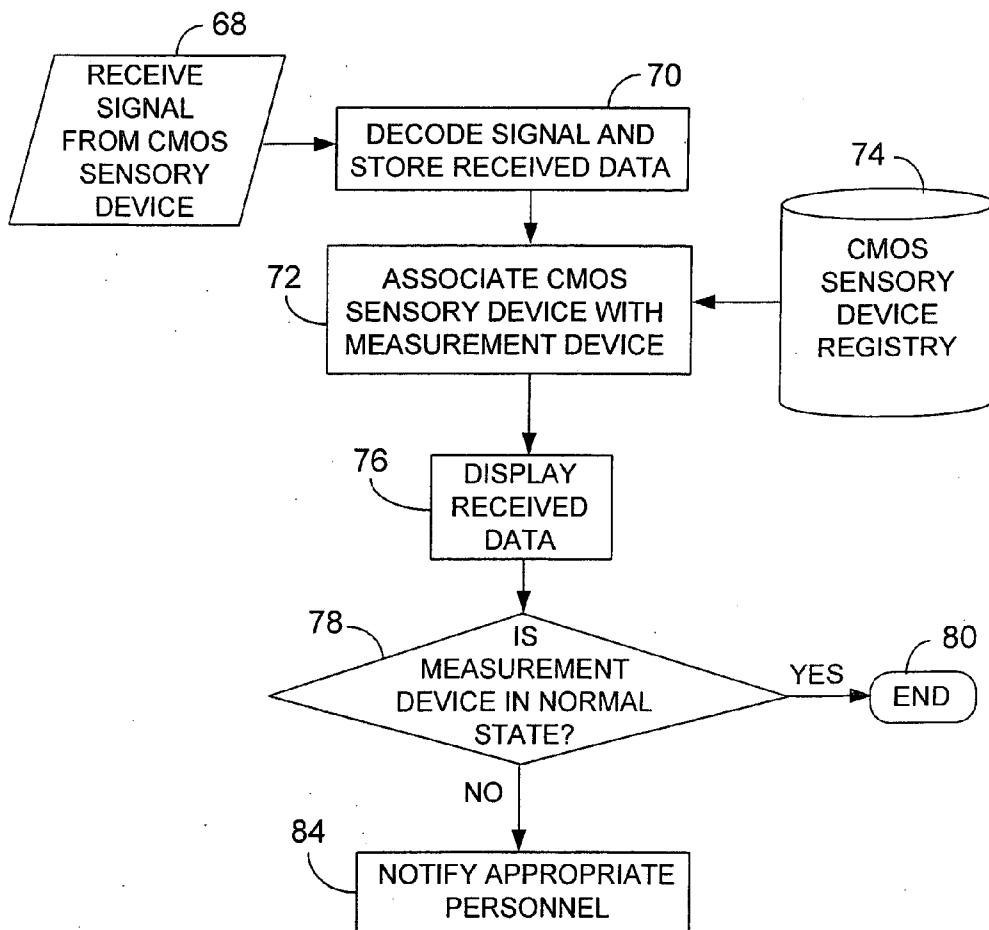 68
RECEIVE
SIGNAL
FROM CMOS
SENSORY
DEVICE
70
DECODE SIGNAL AND
STORE RECEIVED DATA
74
CMOS
SENSORY
DEVICE
REGISTRY
72
ASSOCIATE CMOS
SENSORY DEVICE WITH
MEASUREMENT DEVICE
76
DISPLAY
RECEIVED
DATA
78
IS
MEASUREMENT
DEVICE IN NORMAL
STATE?
YES
80
END
NO
84
NOTIFY APPROPRIATE
PERSONNEL